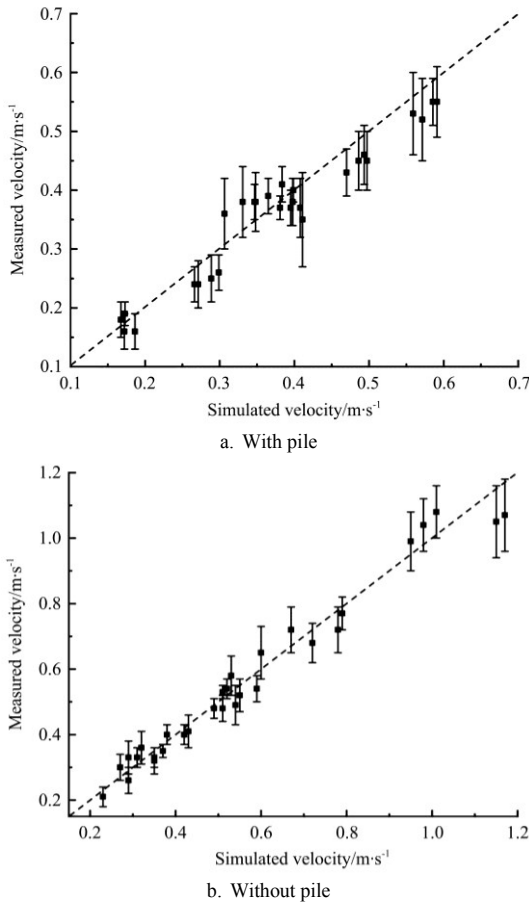 0.7
0.6
0.5
0.4
0.3
0.2
0.1
Measured velocity/m·s⁻¹
0.1 0.2 0.3 0.4 0.5 0.6 0.7
Simulated velocity/m·s⁻¹
a. With pile
1.2
1.0
0.8
0.6
0.4
0.2
Measured velocity/m·s⁻¹
0.2 0.4 0.6 0.8 1.0 1.2
Simulated velocity/m·s⁻¹
b. Without pile